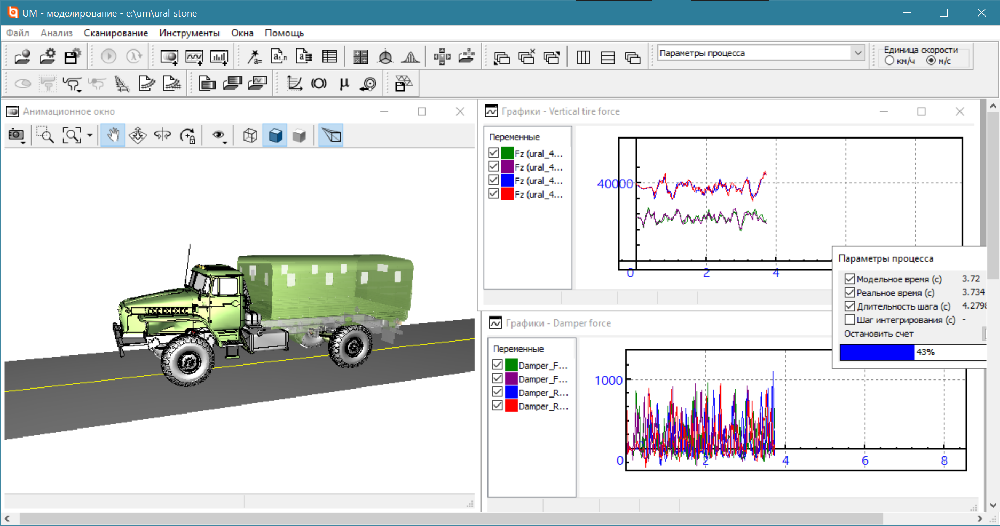 UM - моделирование - e:\um\ural_stone
Файл Анализ Сканирование Инструменты Окна Помощь
a= a..n a Параметры процесса
Единица скорости
км/ч м/с
μ
Анимационное окно
Графики - Vertical tire force
Переменные
Fz (ural_4...
Fz (ural_4...
Fz (ural_4...
Fz (ural_4...
40000
0 2 4
Параметры процесса
Модельное время (с) 3.72
Реальное время (с) 3.734
Длительность шага (с) 4.2798
Шаг интегрирования (с) -
Остановить счет
43%
Графики - Damper force
Переменные
Damper_F...
Damper_F...
Damper_R...
Damper_R...
1000
0 2 4 6 8